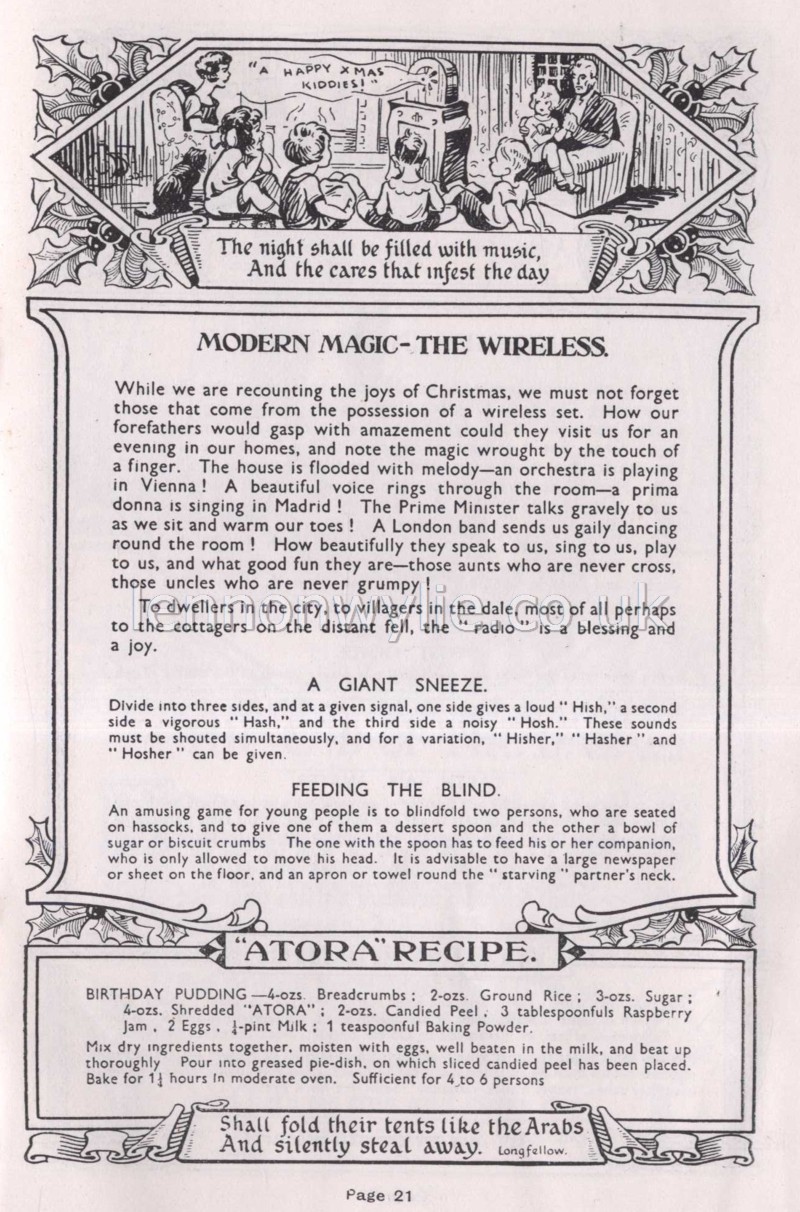 "A HAPPY XMAS
KIDDIES!"
The night shall be filled with music,
And the cares that infest the day
MODERN MAGIC-THE WIRELESS.
While we are recounting the joys of Christmas, we must not forget
those that come from the possession of a wireless set. How our
forefathers would gasp with amazement could they visit us for an
evening in our homes, and note the magic wrought by the touch of
a finger. The house is flooded with melody—an orchestra is playing
in Vienna! A beautiful voice rings through the room—a prima
donna is singing in Madrid! The Prime Minister talks gravely to us
as we sit and warm our toes! A London band sends us gaily dancing
round the room! How beautifully they speak to us, sing to us, play
to us, and what good fun they are—those aunts who are never cross,
those uncles who are never grumpy!
lennonwylie.co.uk
To dwellers in the city, to villagers in the dale, most of all perhaps
to the cottagers on the distant fell, the "radio" is a blessing and
a joy.
A GIANT SNEEZE.
Divide into three sides, and at a given signal, one side gives a loud "Hish," a second
side a vigorous "Hash," and the third side a noisy "Hosh." These sounds
must be shouted simultaneously, and for a variation, "Hisher," "Hasher" and
"Hosher" can be given.
FEEDING THE BLIND.
An amusing game for young people is to blindfold two persons, who are seated
on hassocks, and to give one of them a dessert spoon and the other a bowl of
sugar or biscuit crumbs The one with the spoon has to feed his or her companion,
who is only allowed to move his head. It is advisable to have a large newspaper
or sheet on the floor, and an apron or towel round the "starving" partner's neck.
"ATORA" RECIPE.
BIRTHDAY PUDDING—4-ozs. Breadcrumbs; 2-ozs. Ground Rice; 3-ozs. Sugar;
4-ozs. Shredded "ATORA"; 2-ozs. Candied Peel, 3 tablespoonfuls Raspberry
Jam, 2 Eggs, ¼-pint Milk; 1 teaspoonful Baking Powder.
Mix dry ingredients together, moisten with eggs, well beaten in the milk, and beat up
thoroughly Pour into greased pie-dish, on which sliced candied peel has been placed.
Bake for 1¼ hours in moderate oven. Sufficient for 4 to 6 persons
Shall fold their tents like the Arabs
And silently steal away. Longfellow.
Page 21